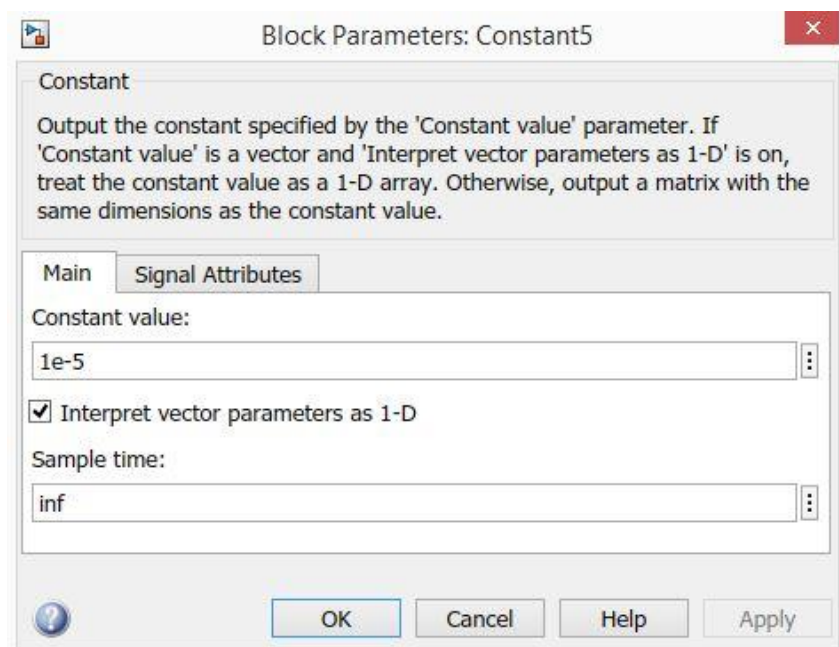 Block Parameters: Constant5
Constant
Output the constant specified by the 'Constant value' parameter. If
'Constant value' is a vector and 'Interpret vector parameters as 1-D' is on,
treat the constant value as a 1-D array. Otherwise, output a matrix with the
same dimensions as the constant value.
Main Signal Attributes
Constant value:
1e-5
Interpret vector parameters as 1-D
Sample time:
inf
OK Cancel Help Apply